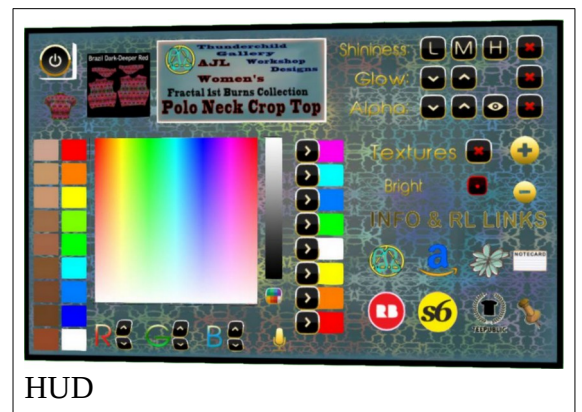 Brazil Dark-Deeper Red
Thunderchild
Gallery
AJL Workshop
Designs
Women's
Fractal 1st Burns Collection
Polo Neck Crop Top
Shininess: L M H
Glow:
Alpha:
Textures
Bright
INFO & RL LINKS
a
NOTECARD
RB
s6
TEEPUBLIC
R G B
HUD